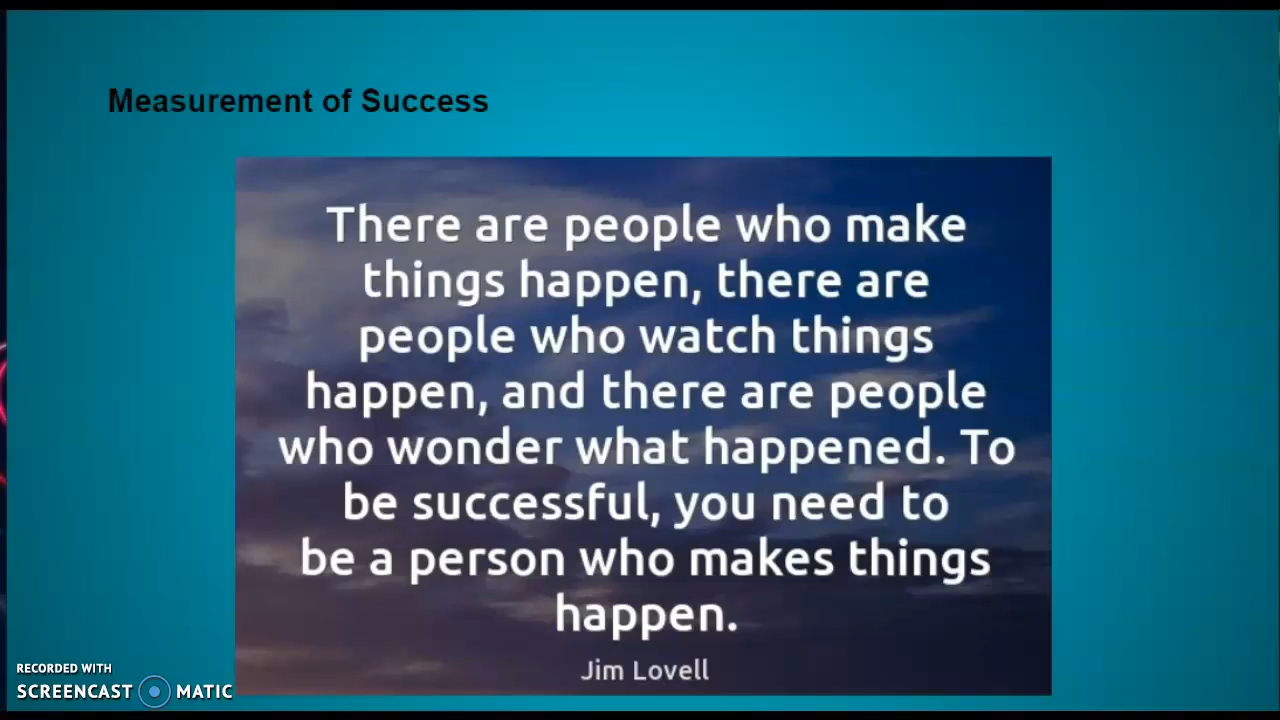 Measurement of Success
There are people who make
things happen, there are
people who watch things
happen, and there are people
who wonder what happened. To
be successful, you need to
be a person who makes things
happen.
Jim Lovell
RECORDED WITH
SCREENCAST MATIC